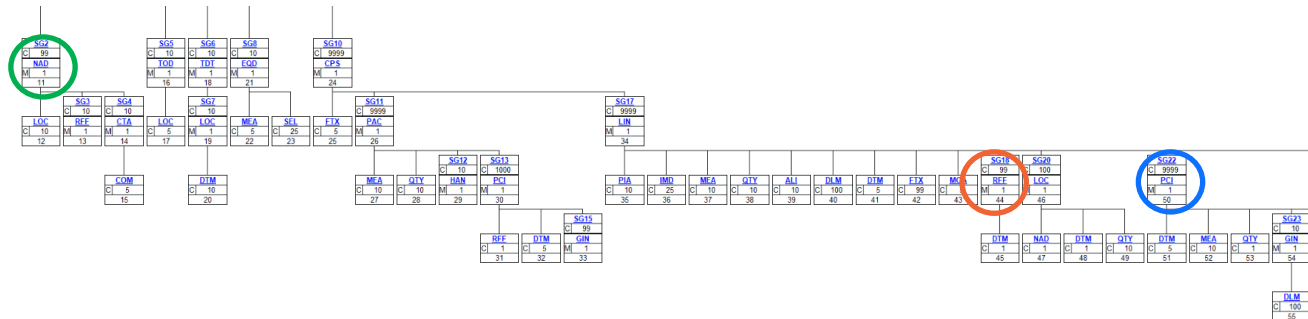 SG2 SG5 SG6 SG8 SG10
C 99 C 10 C 10 C 10 C 9999
NAD TOD TDT EQD CPS
M 1 M 1 M 1 M 1 M 1
11 16 18 21 24
SG3 SG4 SG7 SG11 SG17
C 10 C 10 C 10 C 9999 C 9999
LOC RFF CTA LOC LOC MEA SEL FTX PAC LIN
C 10 M 1 M 1 C 5 M 1 C 5 C 25 C 5 M 1 M 1
12 13 14 17 19 22 23 25 26 34
SG12 SG13 SG18 SG20 SG22
C 10 C 1000 C 99 C 100 C 9999
COM DTM MEA QTY HAN PCI PIA IMD MEA QTY ALI DLM DTM FTX MOA RFF LOC PCI
C 5 C 10 C 10 C 10 M 1 M 1 C 10 C 25 C 10 C 10 C 10 C 100 C 5 C 99 C M 1 M 1 M 1
15 20 27 28 29 30 35 36 37 38 39 40 41 42 43 44 46 50
SG15 SG23
C 99 C 10
RFF DTM GIN DTM NAD DTM QTY DTM MEA QTY GIN
C 1 C 5 M 1 C 1 C 1 C 1 C 10 C 5 C 10 C 1 M 1
31 32 33 45 47 48 49 51 52 53 54
DLM
C 100
55